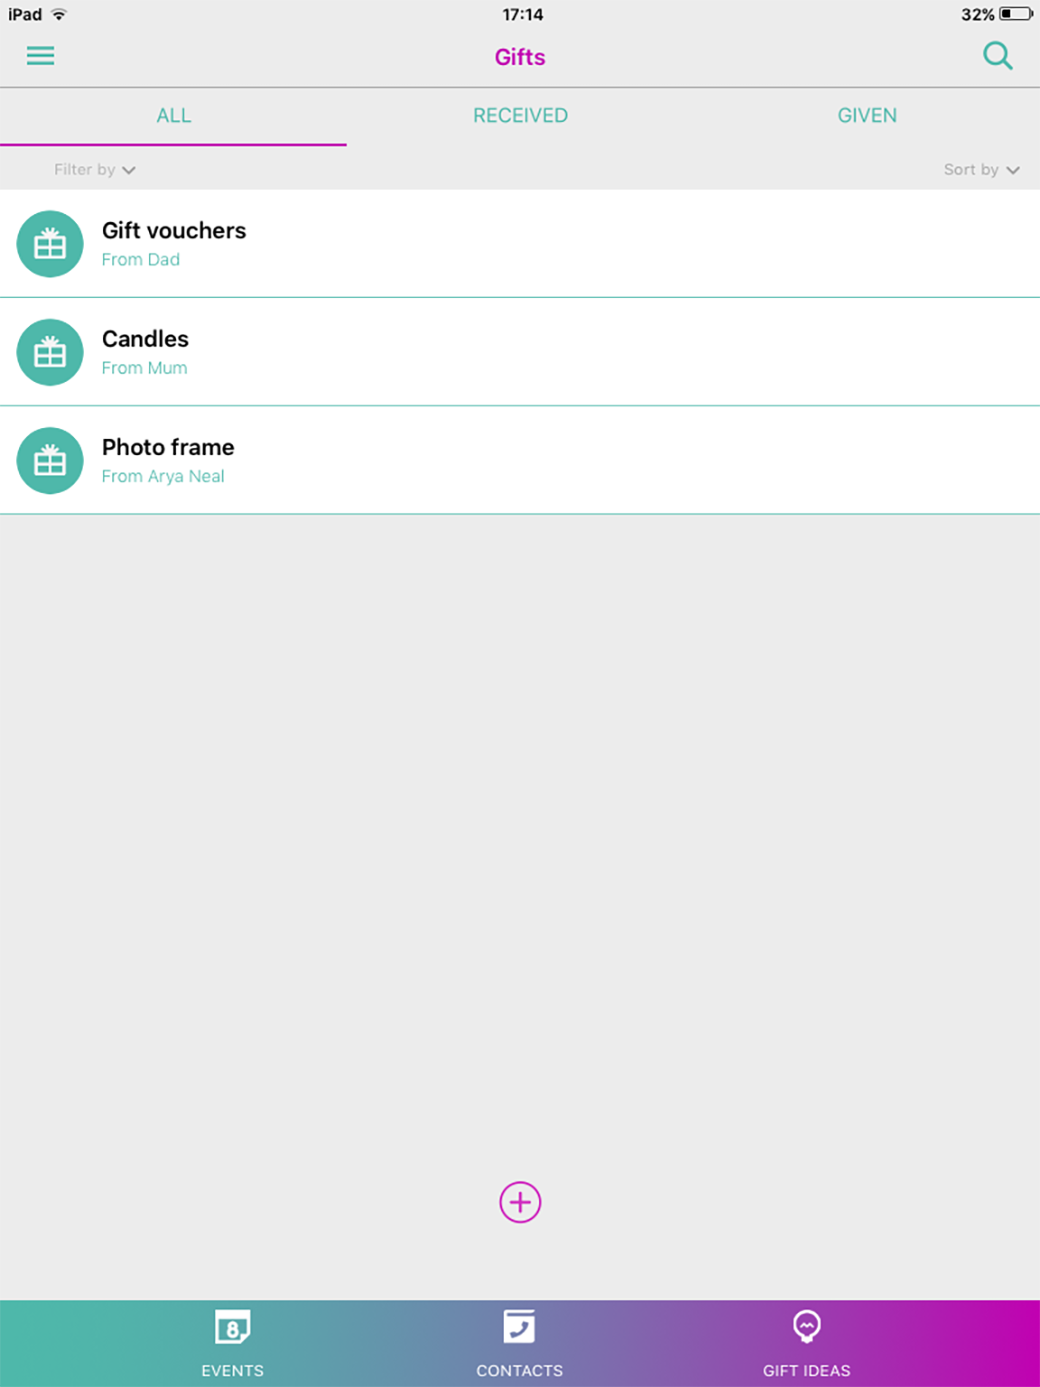 iPad 17:14 32%
Gifts
ALL RECEIVED GIVEN
Filter by Sort by
Gift vouchers
From Dad
Candles
From Mum
Photo frame
From Arya Neal
8
EVENTS CONTACTS GIFT IDEAS